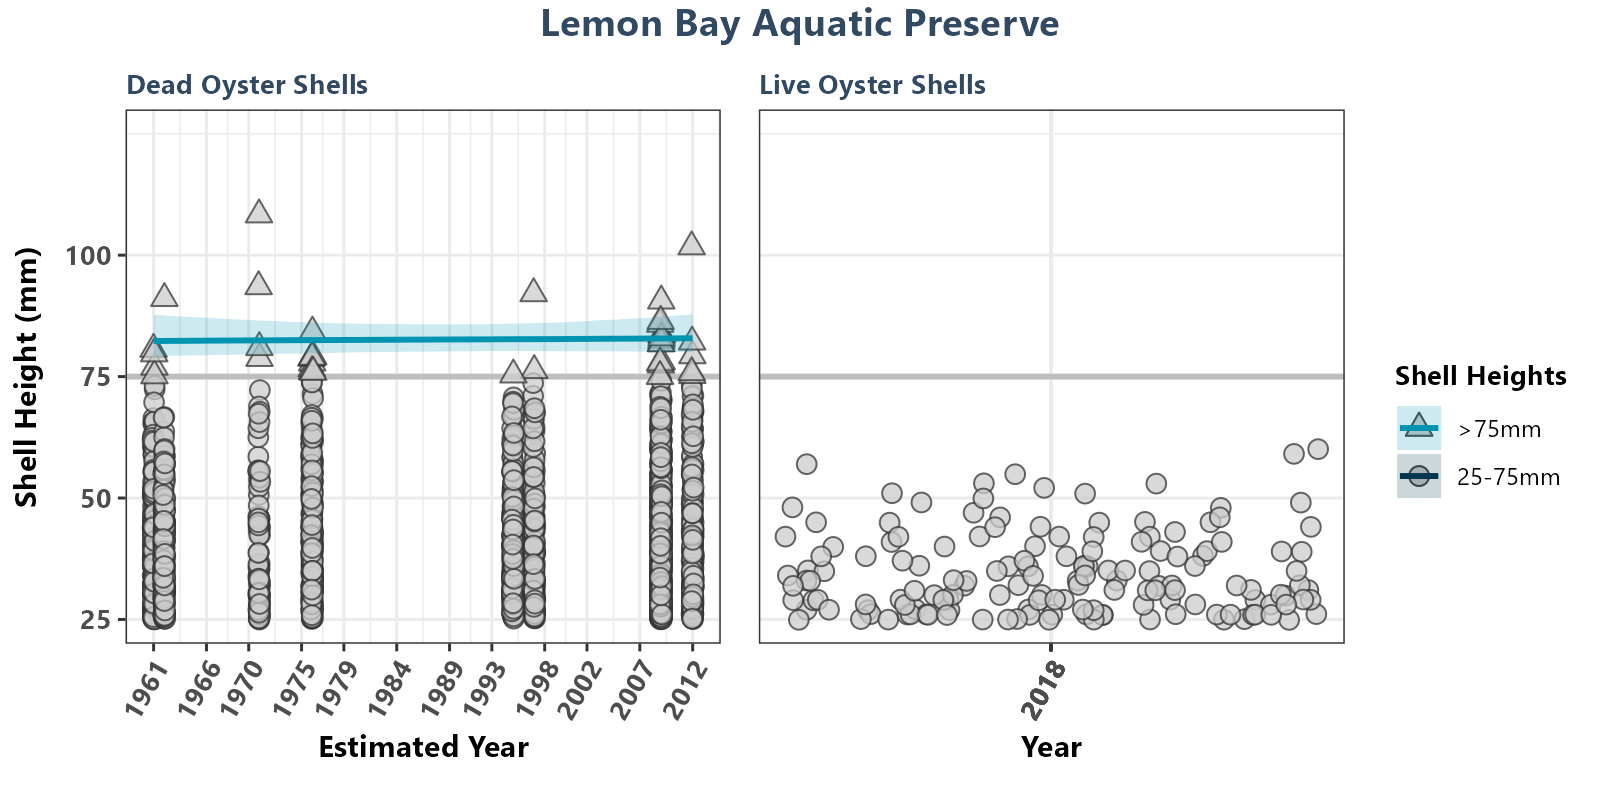 Lemon Bay Aquatic Preserve
Dead Oyster Shells
Live Oyster Shells
Shell Height (mm)
100
75
50
25
1961 1966 1970 1975 1979 1984 1989 1993 1998 2002 2007 2012
2018
Estimated Year
Year
Shell Heights
>75mm
25-75mm